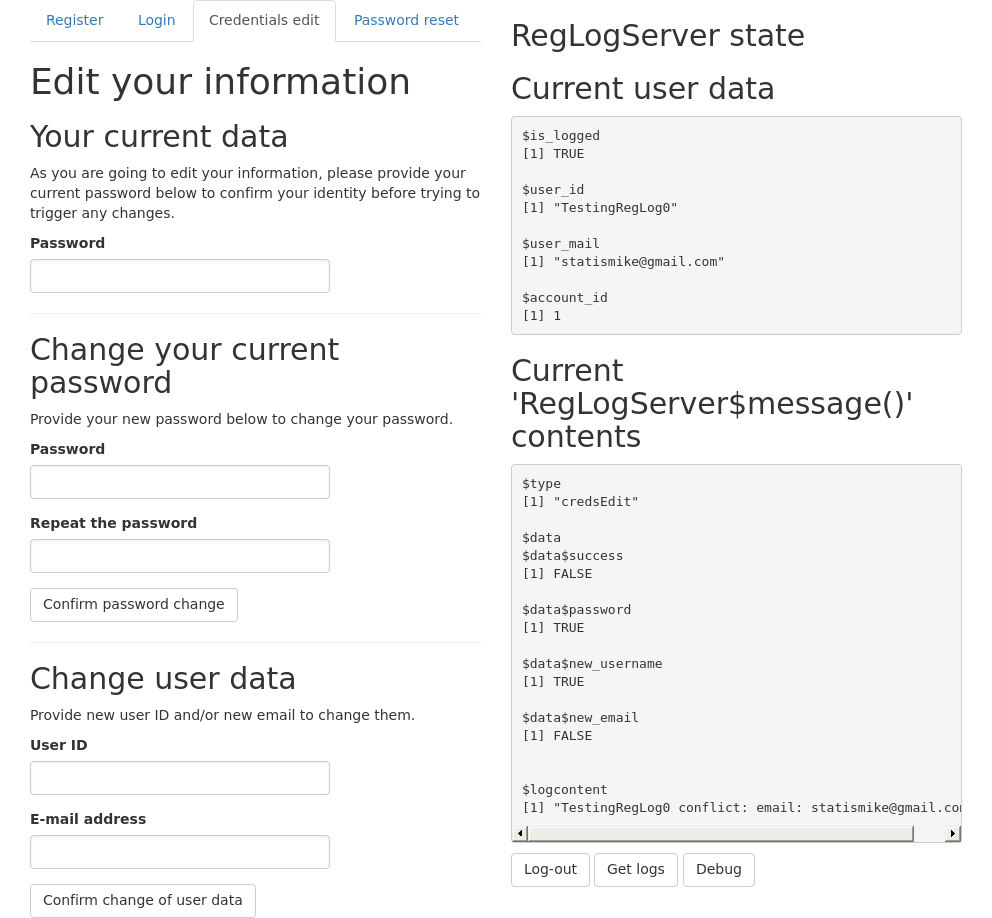 Register Login Credentials edit Password reset
Edit your information
Your current data
As you are going to edit your information, please provide your
current password below to confirm your identity before trying to
trigger any changes.
Password
Change your current
password
Provide your new password below to change your password.
Password
Repeat the password
Confirm password change
Change user data
Provide new user ID and/or new email to change them.
User ID
E-mail address
Confirm change of user data
RegLogServer state
Current user data
$is_logged
[1] TRUE
$user_id
[1] "TestingRegLog0"
$user_mail
[1] "statismike@gmail.com"
$account_id
[1] 1
Current
'RegLogServer$message()'
contents
$type
[1] "credsEdit"
$data
$data$success
[1] FALSE
$data$password
[1] TRUE
$data$new_username
[1] TRUE
$data$new_email
[1] FALSE
$logcontent
[1] "TestingRegLog0 conflict: email: statismike@gmail.co
Log-out Get logs Debug